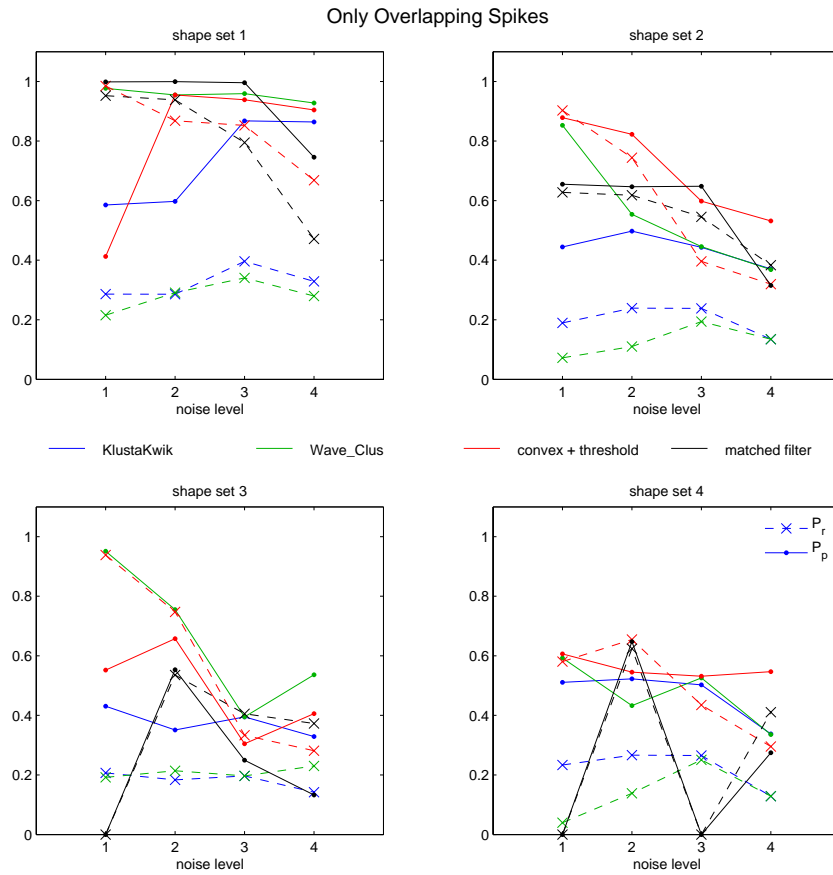 Only Overlapping Spikes
shape set 1
shape set 2
1
0.8
0.6
0.4
0.2
0
1 2 3 4
noise level
1
0.8
0.6
0.4
0.2
0
1 2 3 4
noise level
KlustaKwik Wave_Clus convex + threshold matched filter
shape set 3
shape set 4
1
0.8
0.6
0.4
0.2
0
1 2 3 4
noise level
1
0.8
0.6
0.4
0.2
0
1 2 3 4
noise level
P_r
P_p